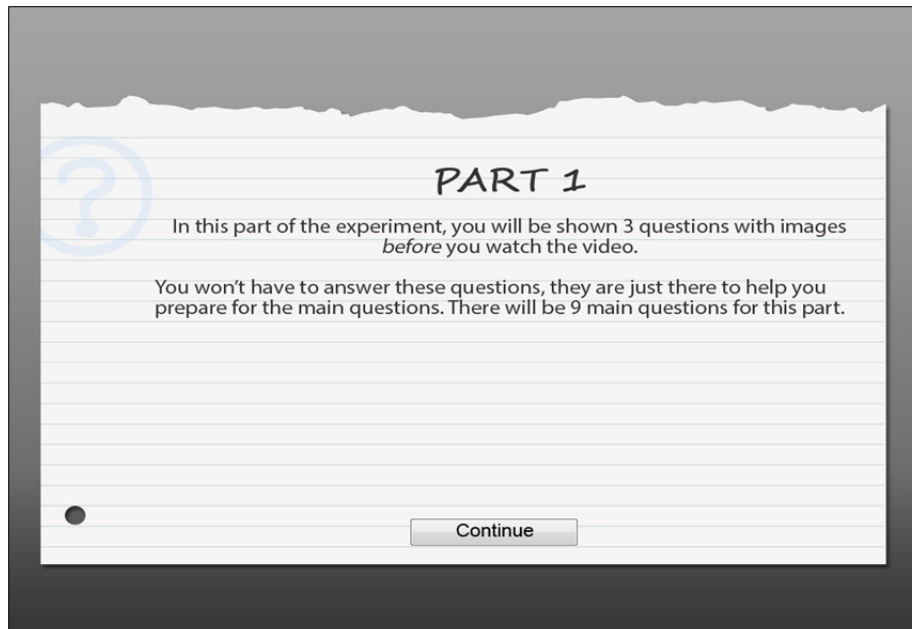 PART 1
In this part of the experiment, you will be shown 3 questions with images
before you watch the video.
You won't have to answer these questions, they are just there to help you
prepare for the main questions. There will be 9 main questions for this part.
Continue